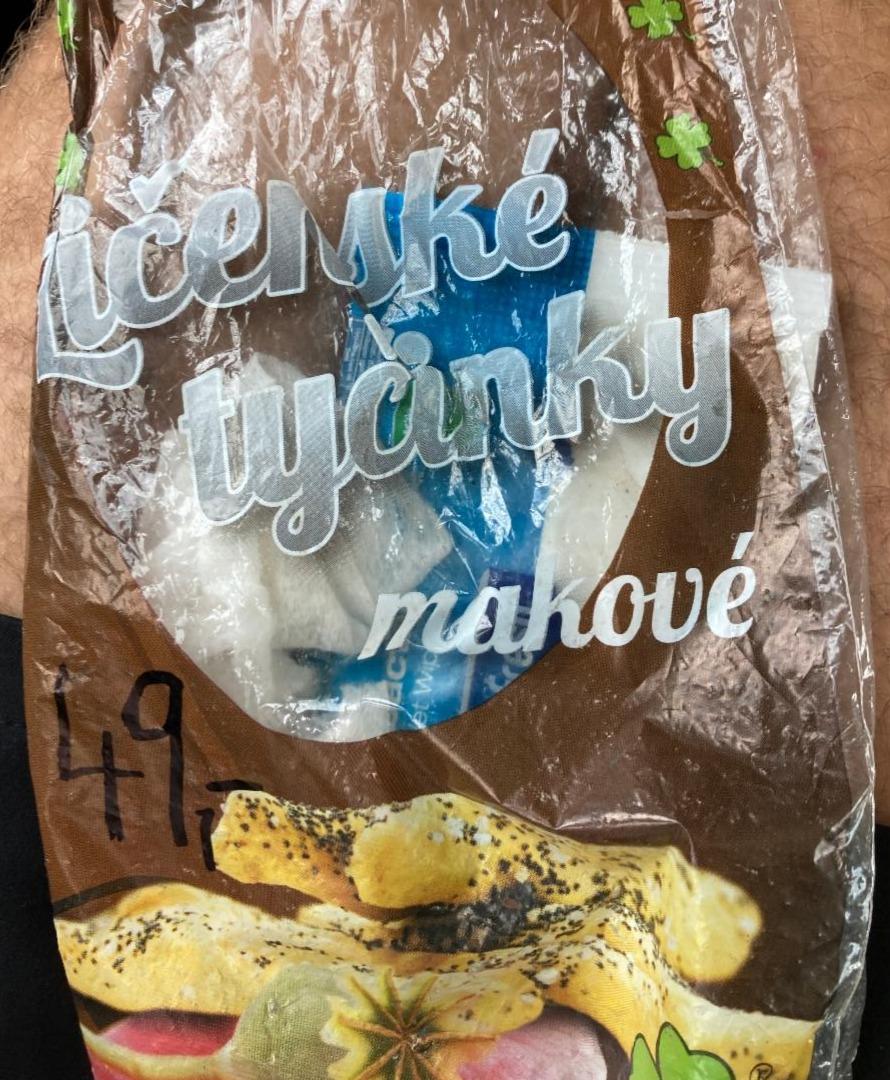 Ličenské
tyčinky
makové
49,-
®